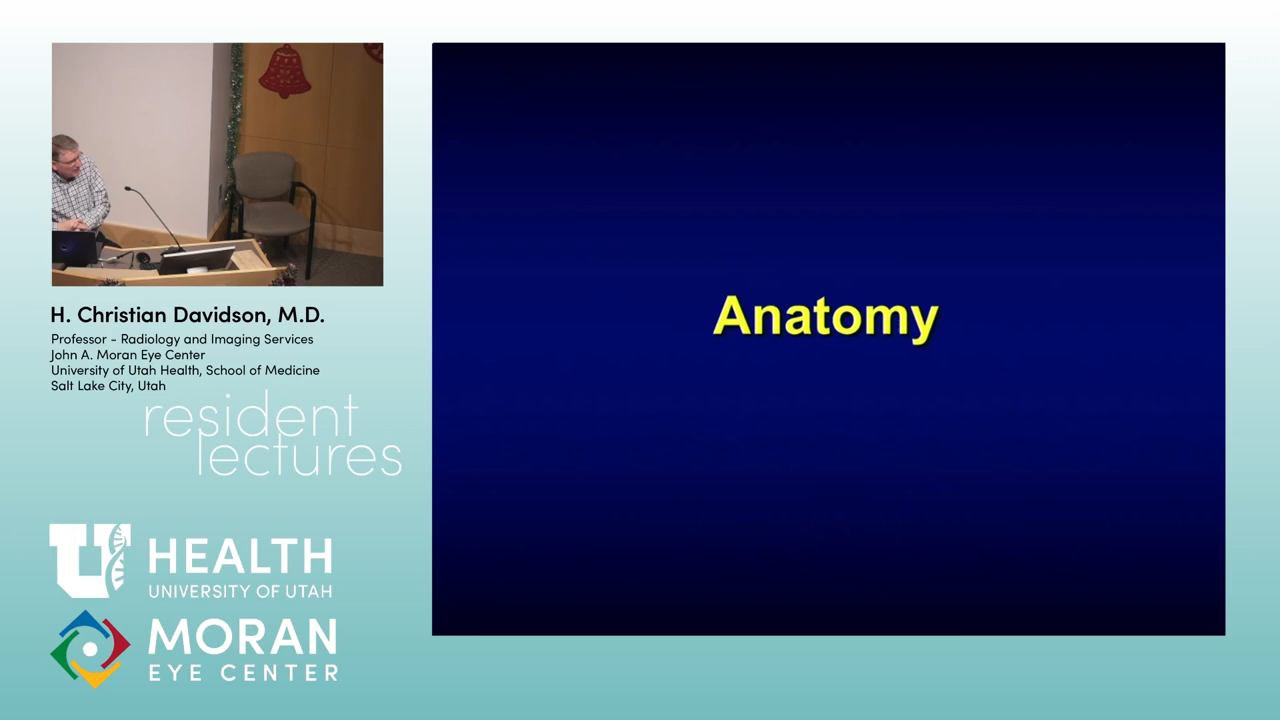 H. Christian Davidson, M.D.
Professor - Radiology and Imaging Services
John A. Moran Eye Center
University of Utah Health, School of Medicine
Salt Lake City, Utah
resident
lectures
U HEALTH
UNIVERSITY OF UTAH
MORAN
EYE CENTER
Anatomy